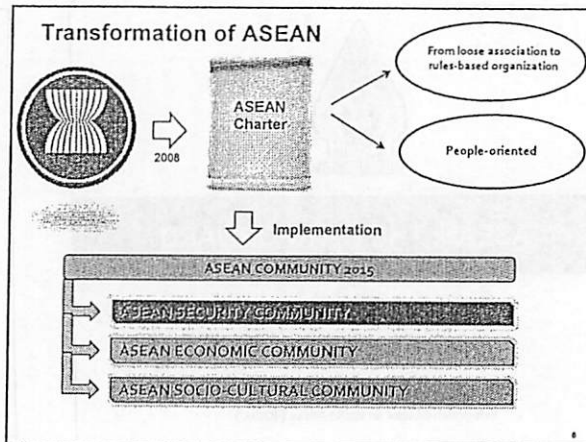 Transformation of ASEAN
2008
ASEAN
Charter
From loose association to
rules-based organization
People-oriented
Implementation
ASEAN COMMUNITY 2015
ASEAN SECURITY COMMUNITY
ASEAN ECONOMIC COMMUNITY
ASEAN SOCIO-CULTURAL COMMUNITY